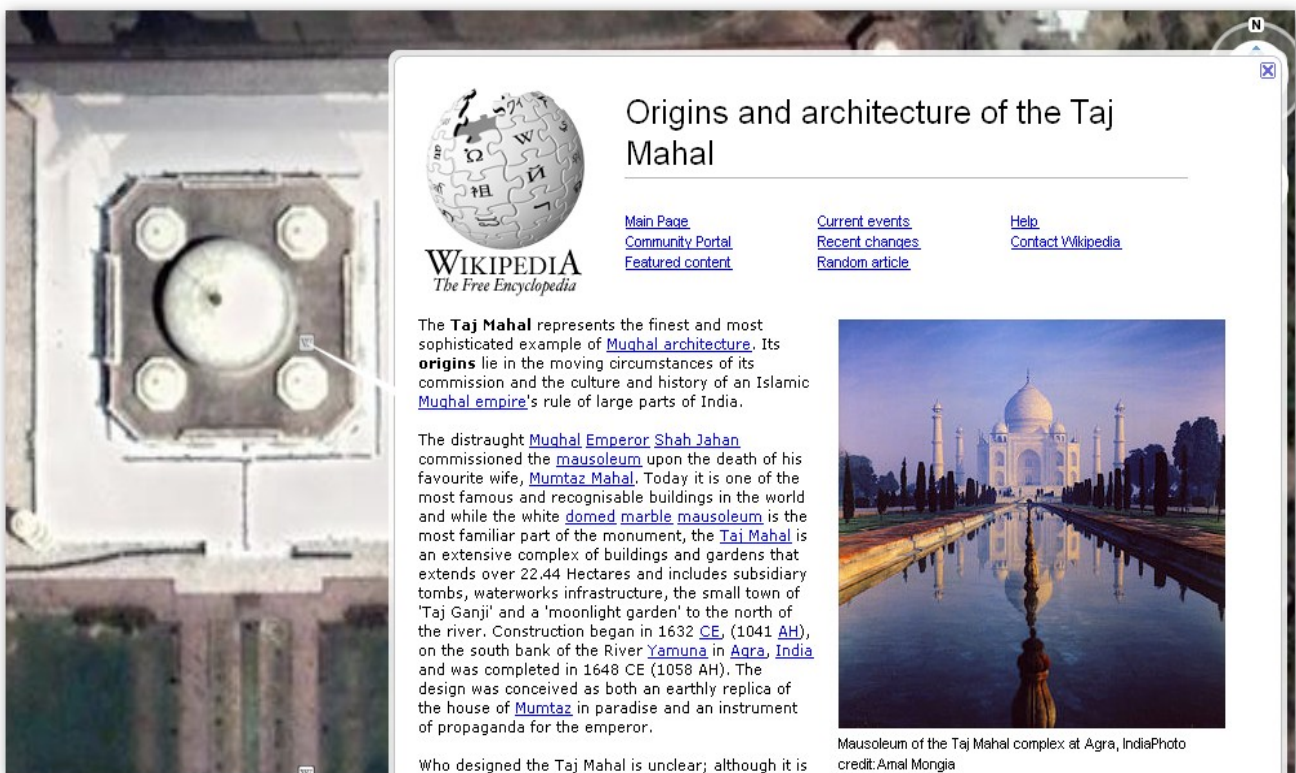 N
Origins and architecture of the Taj
Mahal
WIKIPEDIA
The Free Encyclopedia
Main Page
Community Portal
Featured content
Current events
Recent changes
Random article
Help
Contact Wikipedia
The Taj Mahal represents the finest and most
sophisticated example of Mughal architecture. Its
origins lie in the moving circumstances of its
commission and the culture and history of an Islamic
Mughal empire's rule of large parts of India.
The distraught Mughal Emperor Shah Jahan
commissioned the mausoleum upon the death of his
favourite wife, Mumtaz Mahal. Today it is one of the
most famous and recognisable buildings in the world
and while the white domed marble mausoleum is the
most familiar part of the monument, the Taj Mahal is
an extensive complex of buildings and gardens that
extends over 22.44 Hectares and includes subsidiary
tombs, waterworks infrastructure, the small town of
'Taj Ganji' and a 'moonlight garden' to the north of
the river. Construction began in 1632 CE, (1041 AH),
on the south bank of the River Yamuna in Agra, India
and was completed in 1648 CE (1058 AH). The
design was conceived as both an earthly replica of
the house of Mumtaz in paradise and an instrument
of propaganda for the emperor.
Who designed the Taj Mahal is unclear; although it is
Mausoleum of the Taj Mahal complex at Agra, IndiaPhoto
credit:Amal Mongia